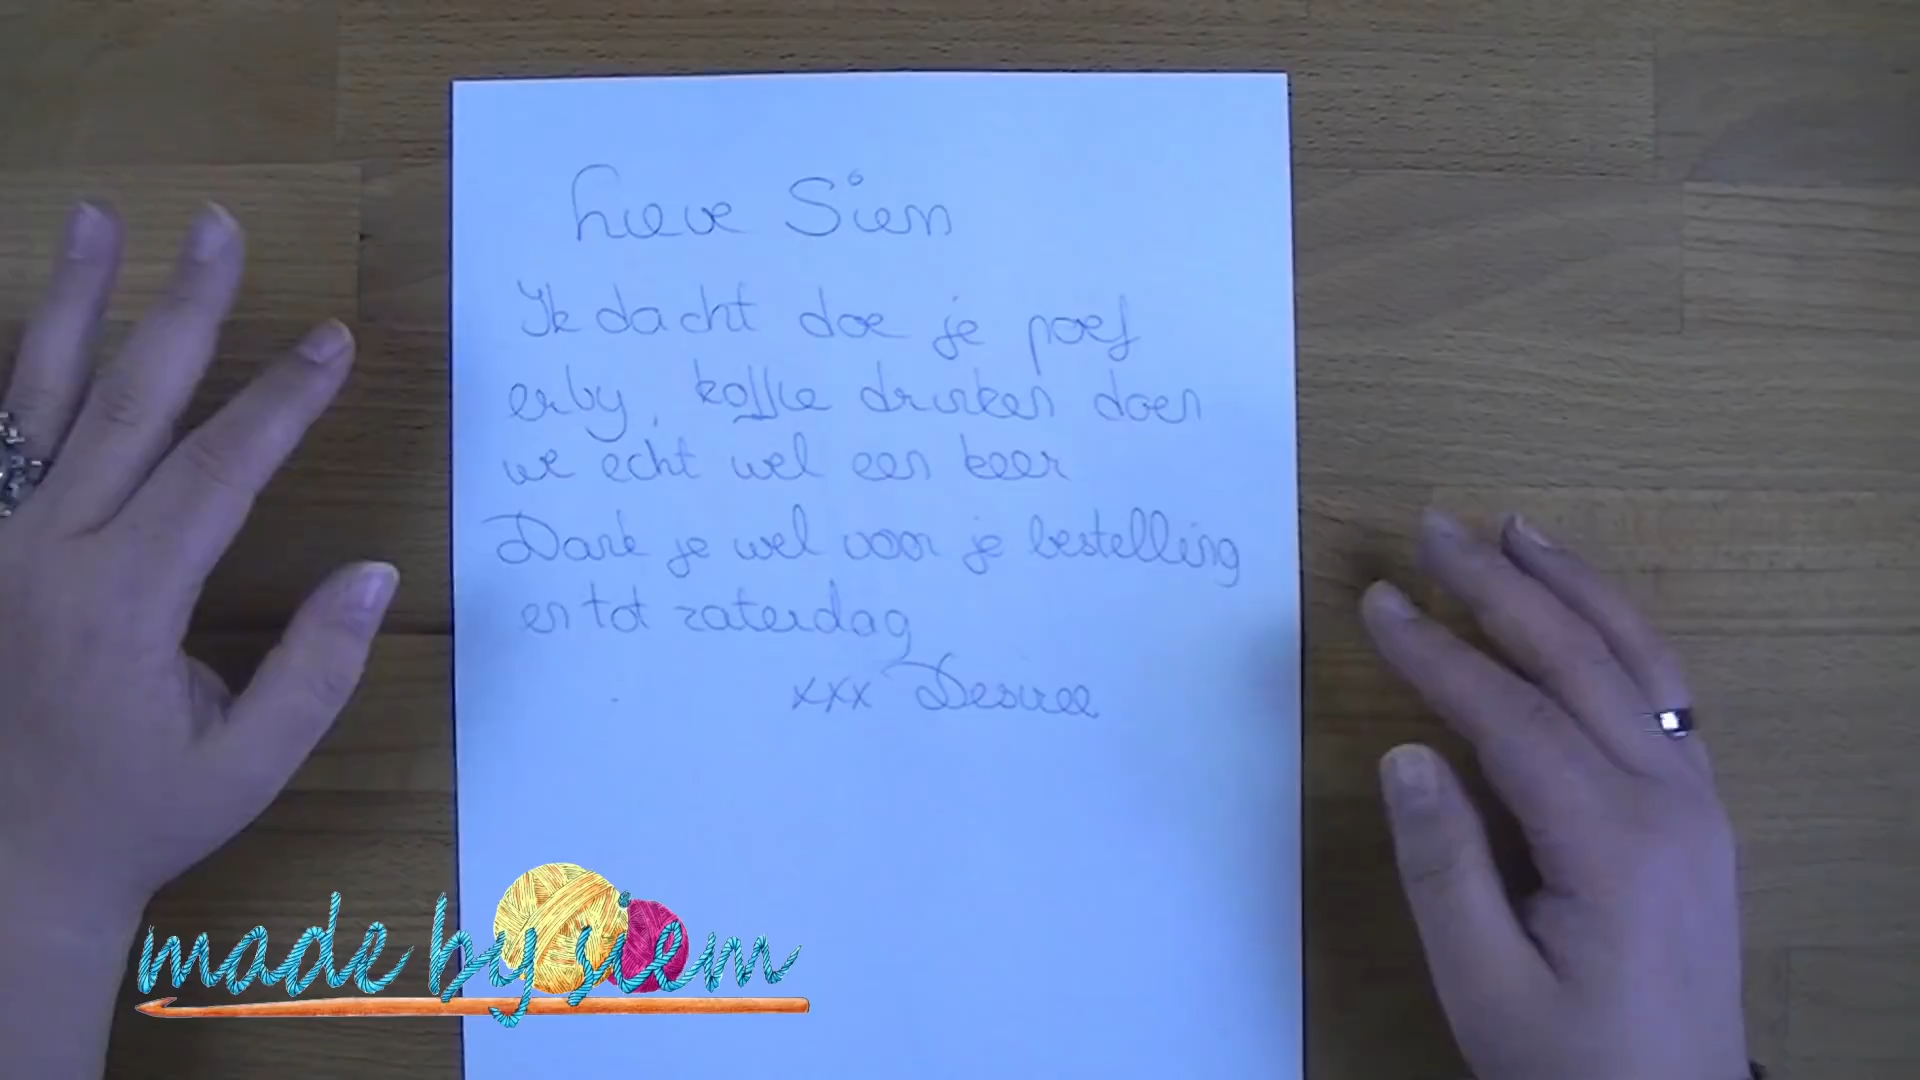 Lieve Siem
Ik dacht doe je poef
erby, koffie drinken doen
we echt wel een keer
Dank je wel voor je bestelling
en tot zaterdag
xxx Desiree
made by siem